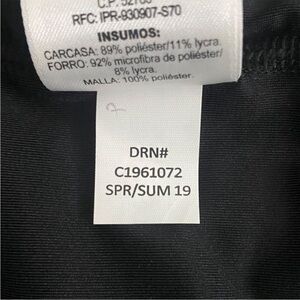 C.P. 52760
RFC: IPR-930907-S70
INSUMOS:
CARCASA: 89% poliéster/11% lycra.
FORRO: 92% microfibra de poliéster/
8% lycra.
MALLA: 100% poliéster.
DRN#
C1961072
SPR/SUM 19